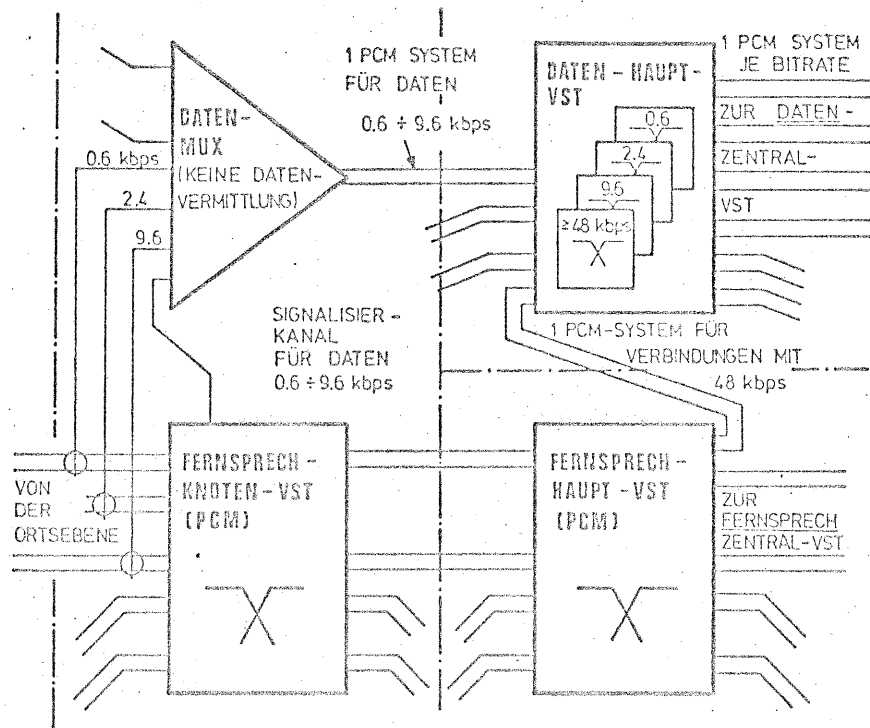 1 PCM SYSTEM
FÜR DATEN
0.6 ÷ 9.6 kbps
DATEN-
MUX
(KEINE DATEN-
VERMITTLUNG)
0.6 kbps
2.4
9.6
DATEN-HAUPT-
VST
0.6
2.4
9.6
≥48 kbps
1 PCM SYSTEM
JE BITRATE
ZUR DATEN-
ZENTRAL-
VST
SIGNALISIER-
KANAL
FÜR DATEN
0.6 ÷ 9.6 kbps
1 PCM-SYSTEM FÜR
VERBINDUNGEN MIT
48 kbps
VON
DER
ORTSEBENE
FERNSPRECH-
KNOTEN-VST
(PCM)
FERNSPRECH-
HAUPT-VST
(PCM)
ZUR
FERNSPRECH
ZENTRAL-VST